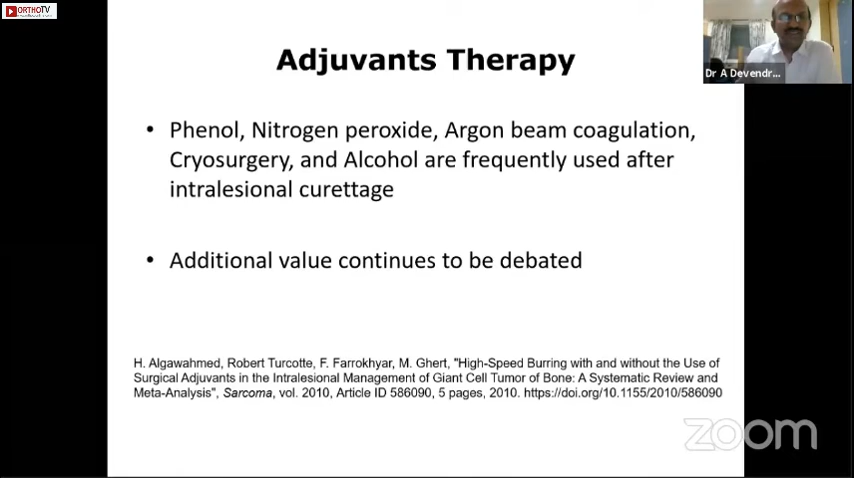 ORTHOTV
Dr A Devendr...
Adjuvants Therapy
• Phenol, Nitrogen peroxide, Argon beam coagulation,
Cryosurgery, and Alcohol are frequently used after
intralesional curettage
• Additional value continues to be debated
H. Algawahmed, Robert Turcotte, F. Farrokhyar, M. Ghert, "High-Speed Burring with and without the Use of
Surgical Adjuvants in the Intralesional Management of Giant Cell Tumor of Bone: A Systematic Review and
Meta-Analysis", Sarcoma, vol. 2010, Article ID 586090, 5 pages, 2010. https://doi.org/10.1155/2010/586090
zoom